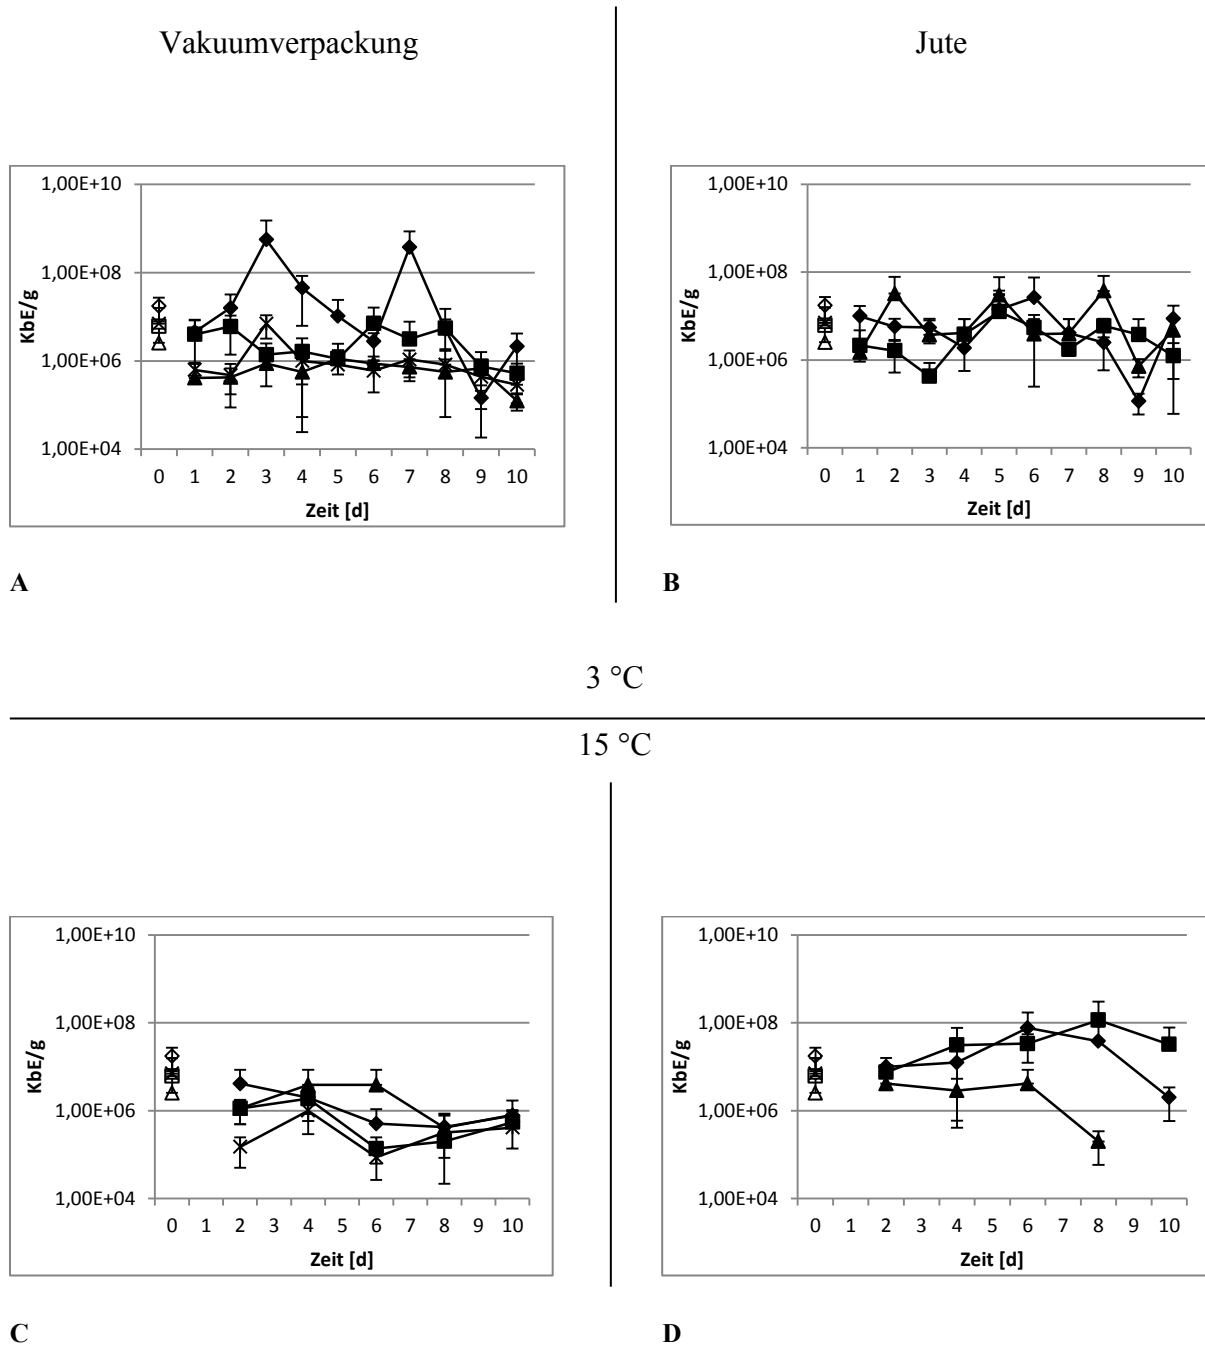 Vakuumverpackung
Jute
1,00E+10
1,00E+08
1,00E+06
1,00E+04
KbE/g
0 1 2 3 4 5 6 7 8 9 10
Zeit [d]
A
1,00E+10
1,00E+08
1,00E+06
1,00E+04
KbE/g
0 1 2 3 4 5 6 7 8 9 10
Zeit [d]
B
3 °C
15 °C
1,00E+10
1,00E+08
1,00E+06
1,00E+04
KbE/g
0 1 2 3 4 5 6 7 8 9 10
Zeit [d]
C
1,00E+10
1,00E+08
1,00E+06
1,00E+04
KbE/g
0 1 2 3 4 5 6 7 8 9 10
Zeit [d]
D